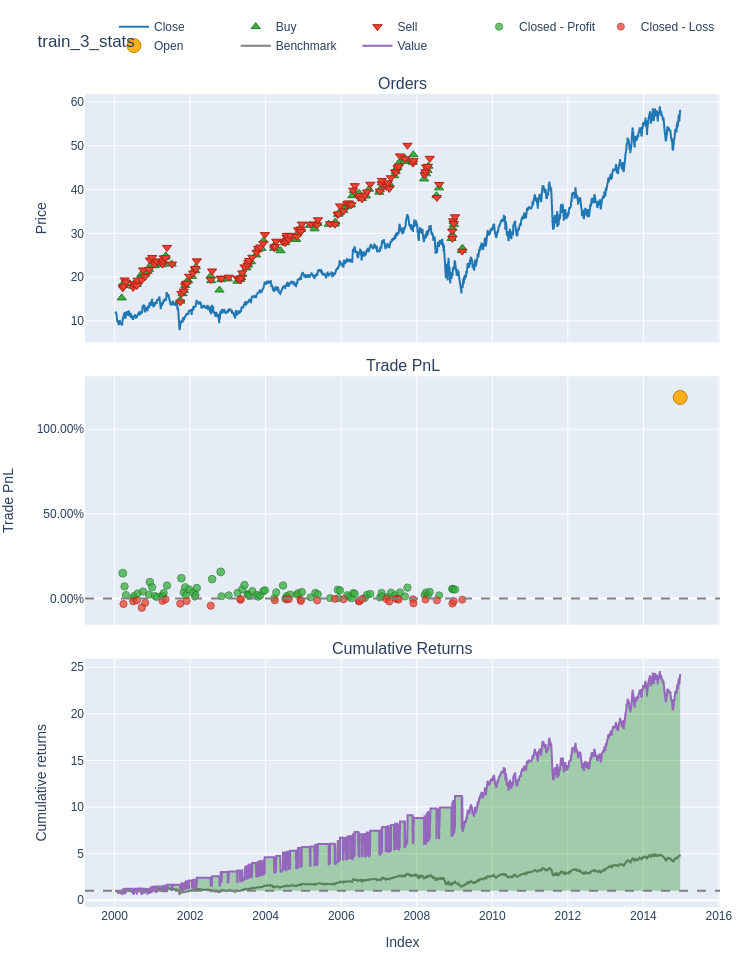 train_3_stats
Close Buy Sell Closed - Profit Closed - Loss
Open Benchmark Value
Orders
60
50
40
30
20
10
Price
Trade PnL
100.00%
50.00%
0.00%
Trade PnL
Cumulative Returns
25
20
15
10
5
0
Cumulative returns
2000 2002 2004 2006 2008 2010 2012 2014 2016
Index